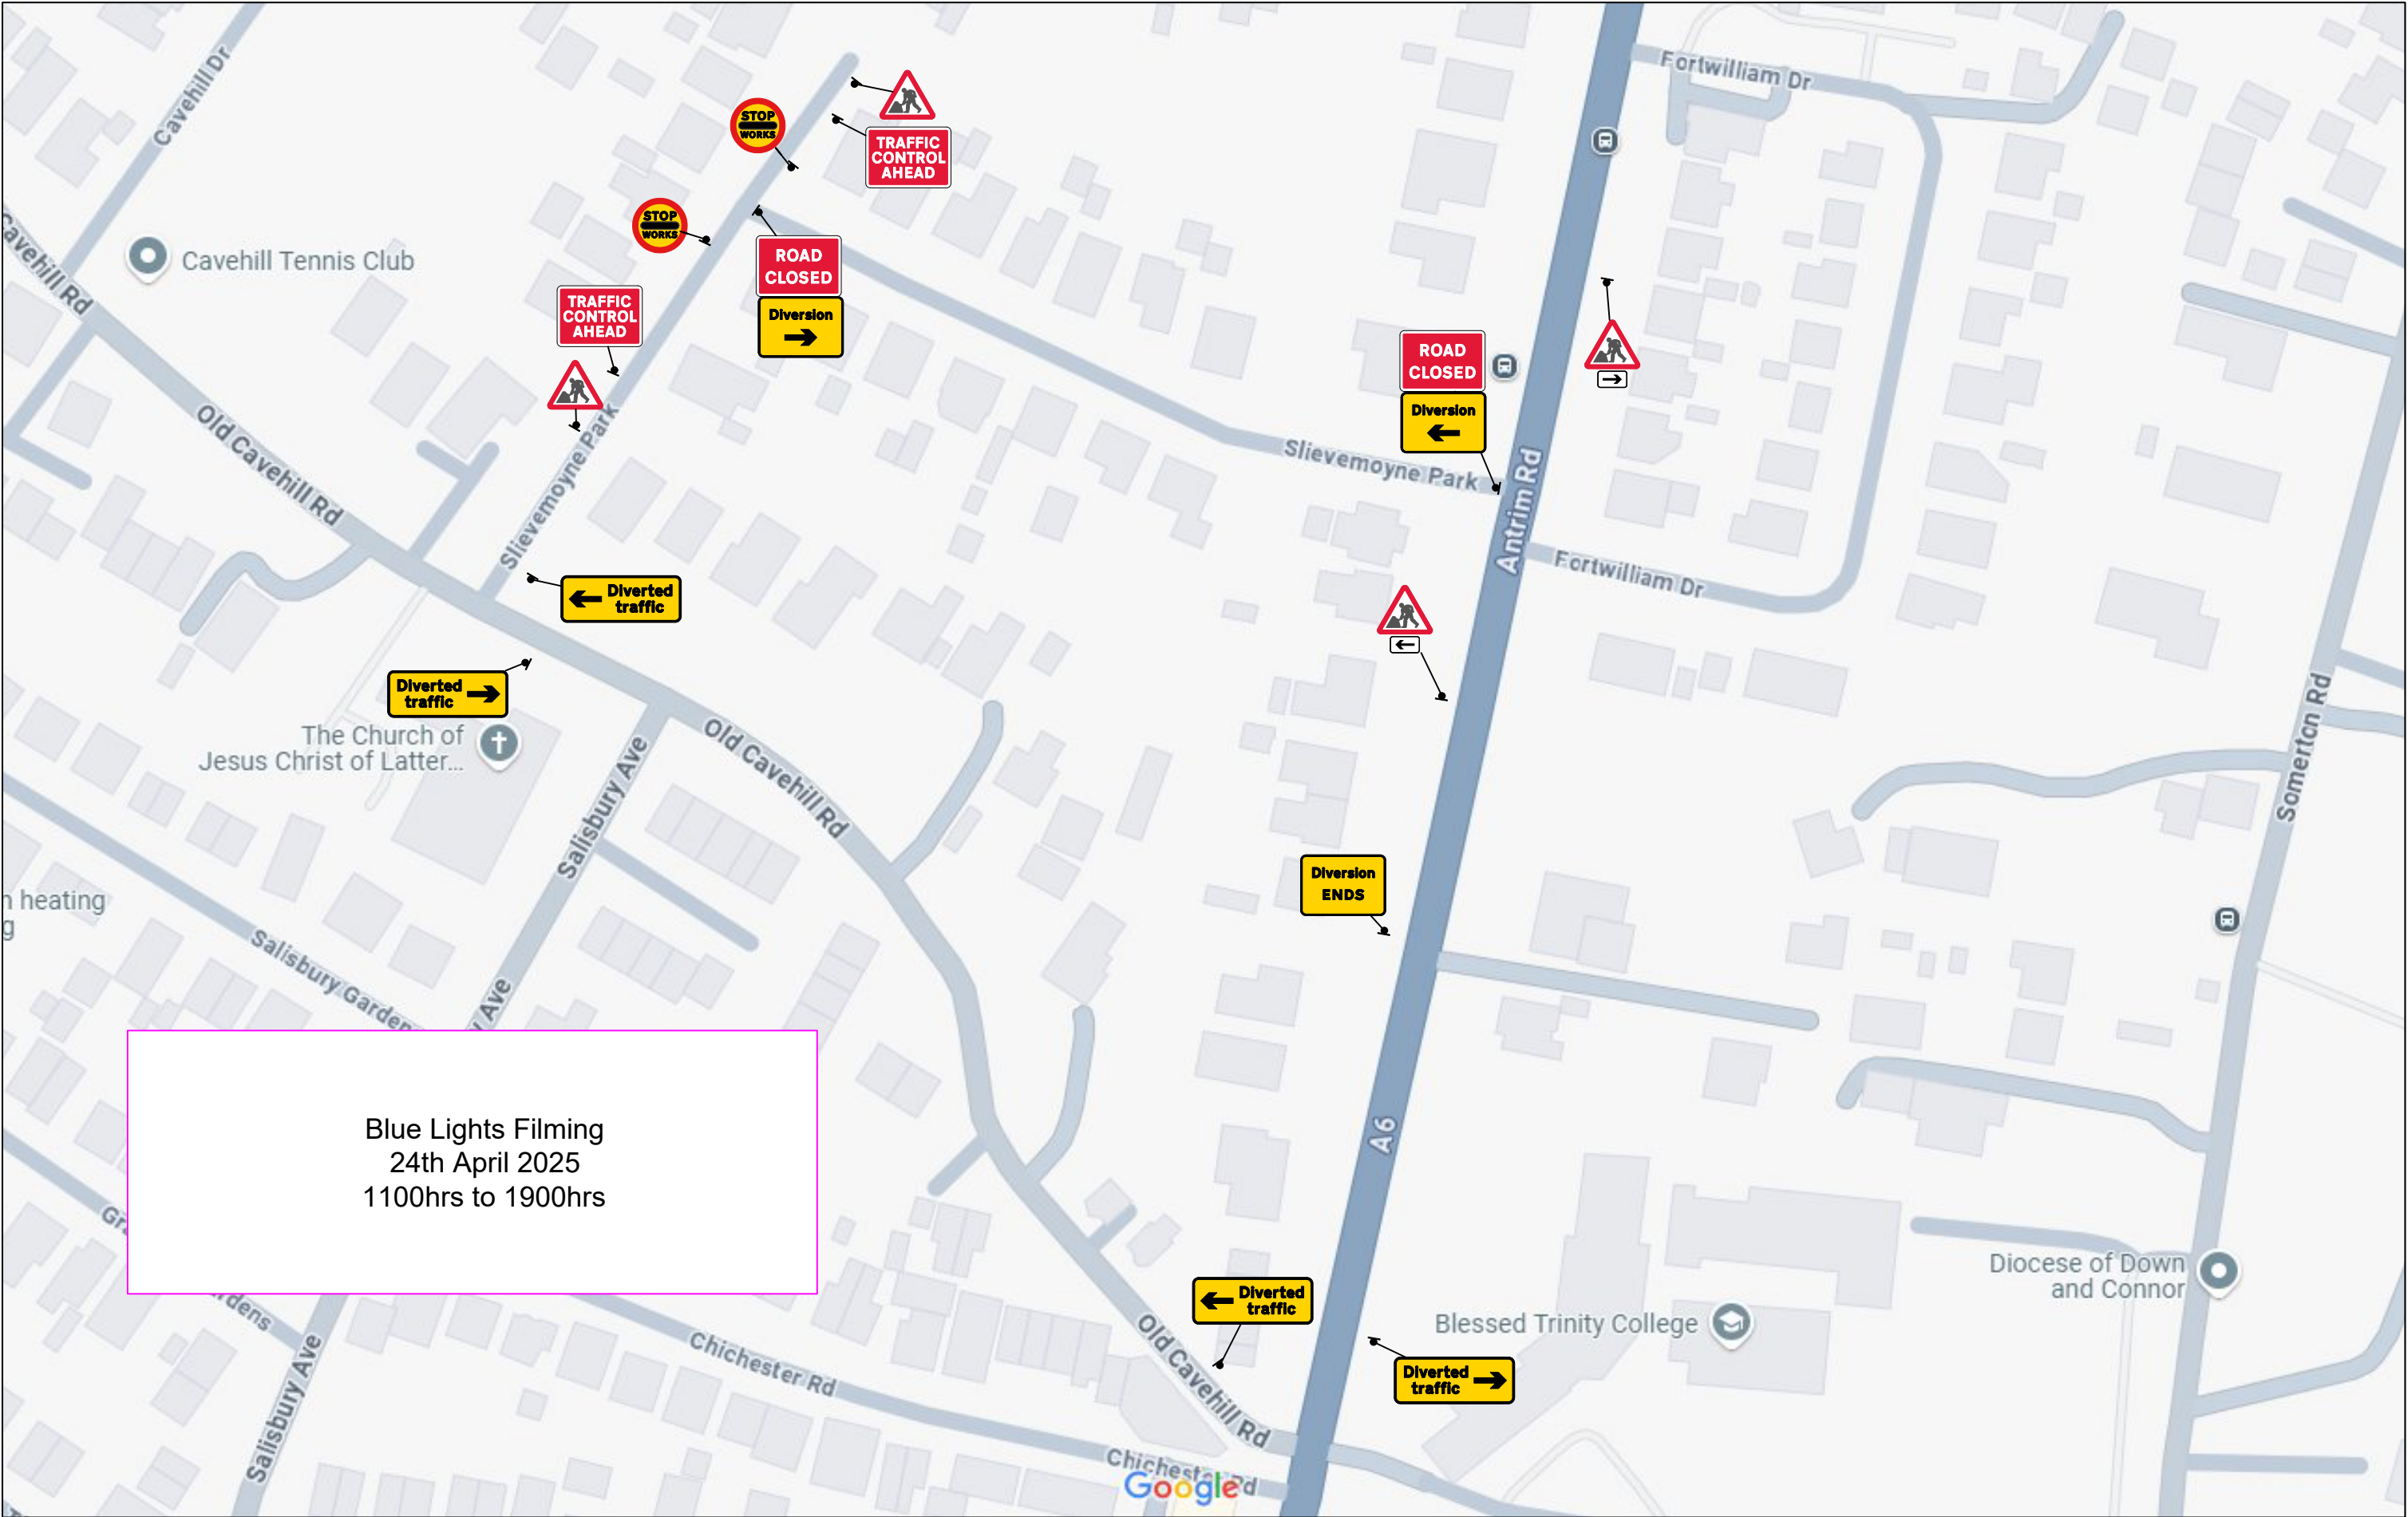 Cavehill Dr
Fortwilliam Dr
STOP
WORKS
TRAFFIC
CONTROL
AHEAD
STOP
WORKS
Cavehill Rd
Cavehill Tennis Club
ROAD
CLOSED
Diversion
TRAFFIC
CONTROL
AHEAD
ROAD
CLOSED
Diversion
Old Cavehill Rd
Slievemoyne Park
Slievemoyne Park
Antrim Rd
Fortwilliam Dr
Diverted
traffic
Diverted
traffic
The Church of
Jesus Christ of Latter...
Old Cavehill Rd
Salisbury Ave
Somerton Rd
Diversion
ENDS
heating
g
Salisbury Garden
Ave
A6
Blue Lights Filming
24th April 2025
1100hrs to 1900hrs
Gr
rdens
Diocese of Down
and Connor
Diverted
traffic
Blessed Trinity College
Diverted
traffic
Old Cavehill Rd
Chichester Rd
Salisbury Ave
Chichester Rd
Google